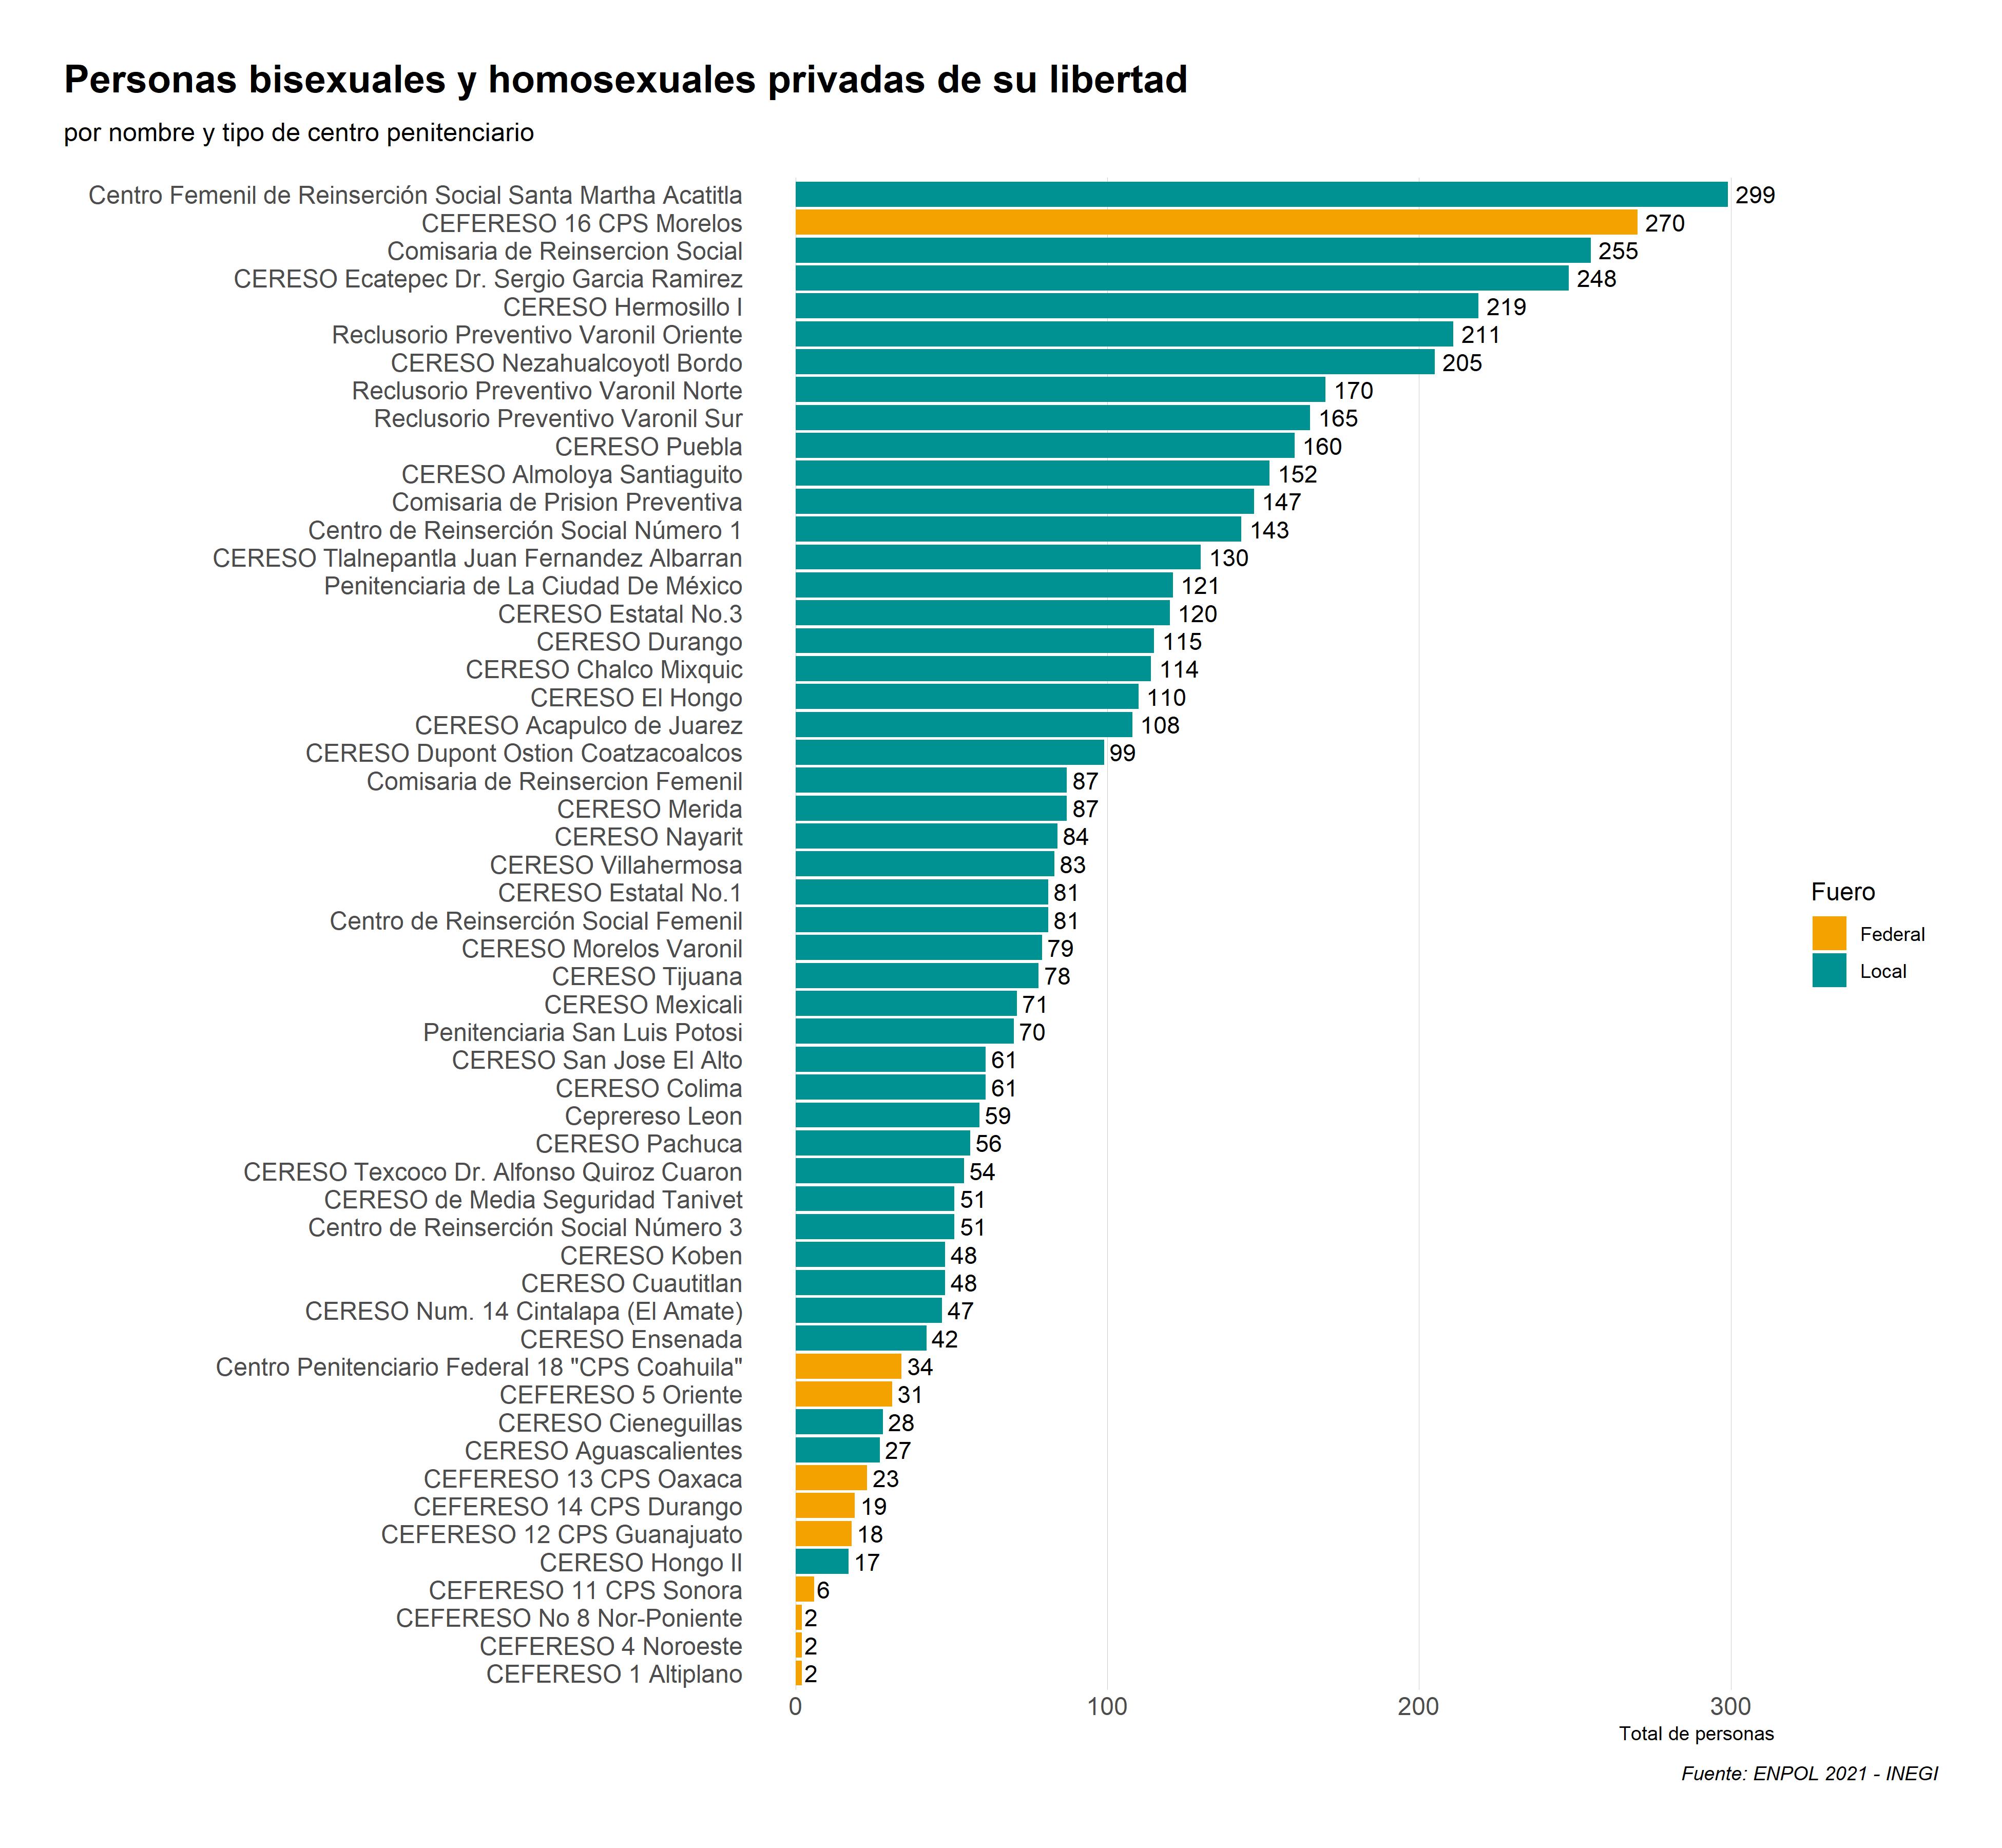 Personas bisexuales y homosexuales privadas de su libertad
por nombre y tipo de centro penitenciario
Centro Femenil de Reinserción Social Santa Martha Acatitla 299
CEFERESO 16 CPS Morelos 270
Comisaria de Reinsercion Social 255
CERESO Ecatepec Dr. Sergio Garcia Ramirez 248
CERESO Hermosillo I 219
Reclusorio Preventivo Varonil Oriente 211
CERESO Nezahualcoyotl Bordo 205
Reclusorio Preventivo Varonil Norte 170
Reclusorio Preventivo Varonil Sur 165
CERESO Puebla 160
CERESO Almoloya Santiaguito 152
Comisaria de Prision Preventiva 147
Centro de Reinserción Social Número 1 143
CERESO Tlalnepantla Juan Fernandez Albarran 130
Penitenciaria de La Ciudad De México 121
CERESO Estatal No.3 120
CERESO Durango 115
CERESO Chalco Mixquic 114
CERESO El Hongo 110
CERESO Acapulco de Juarez 108
CERESO Dupont Ostion Coatzacoalcos 99
Comisaria de Reinsercion Femenil 87
CERESO Merida 87
CERESO Nayarit 84
CERESO Villahermosa 83
CERESO Estatal No.1 81
Centro de Reinserción Social Femenil 81
CERESO Morelos Varonil 79
CERESO Tijuana 78
CERESO Mexicali 71
Penitenciaria San Luis Potosi 70
CERESO San Jose El Alto 61
CERESO Colima 61
Ceprereso Leon 59
CERESO Pachuca 56
CERESO Texcoco Dr. Alfonso Quiroz Cuaron 54
CERESO de Media Seguridad Tanivet 51
Centro de Reinserción Social Número 3 51
CERESO Koben 48
CERESO Cuautitlan 48
CERESO Num. 14 Cintalapa (El Amate) 47
CERESO Ensenada 42
Centro Penitenciario Federal 18 "CPS Coahuila" 34
CEFERESO 5 Oriente 31
CERESO Cieneguillas 28
CERESO Aguascalientes 27
CEFERESO 13 CPS Oaxaca 23
CEFERESO 14 CPS Durango 19
CEFERESO 12 CPS Guanajuato 18
CERESO Hongo II 17
CEFERESO 11 CPS Sonora 6
CEFERESO No 8 Nor-Poniente 2
CEFERESO 4 Noroeste 2
CEFERESO 1 Altiplano 2
0 100 200 300
Total de personas
Fuero
Federal
Local
Fuente: ENPOL 2021 - INEGI